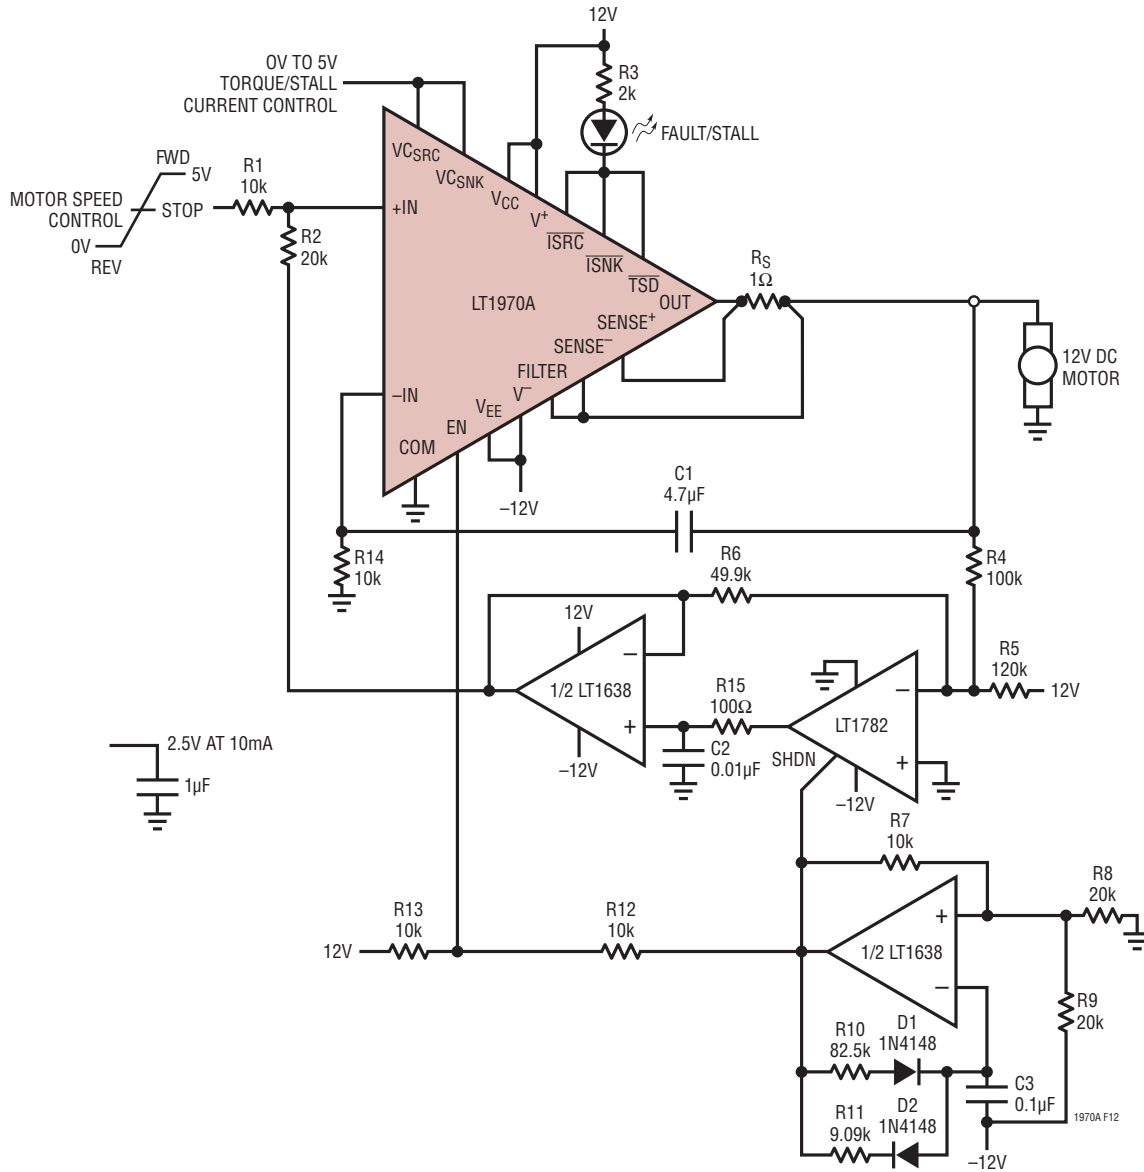 12V
0V TO 5V
TORQUE/STALL
CURRENT CONTROL
R3
2k
FAULT/STALL
FWD
5V
MOTOR SPEED
CONTROL
STOP
0V
REV
R1
10k
R2
20k
VCSRC
VCSNK
VCC
V+
ISRC
ISNK
TSD
+IN
LT1970A
OUT
SENSE+
SENSE–
FILTER
V–
VEE
EN
–IN
COM
RS
1Ω
12V DC
MOTOR
–12V
C1
4.7µF
R14
10k
R6
49.9k
R4
100k
R5
120k
12V
12V
–
1/2 LT1638
+
–12V
R15
100Ω
C2
0.01µF
–
LT1782
+
SHDN
–12V
2.5V AT 10mA
1µF
R7
10k
R8
20k
R13
10k
R12
10k
12V
+
1/2 LT1638
–
R9
20k
R10
82.5k
D1
1N4148
R11
9.09k
D2
1N4148
C3
0.1µF
–12V
1970A F12